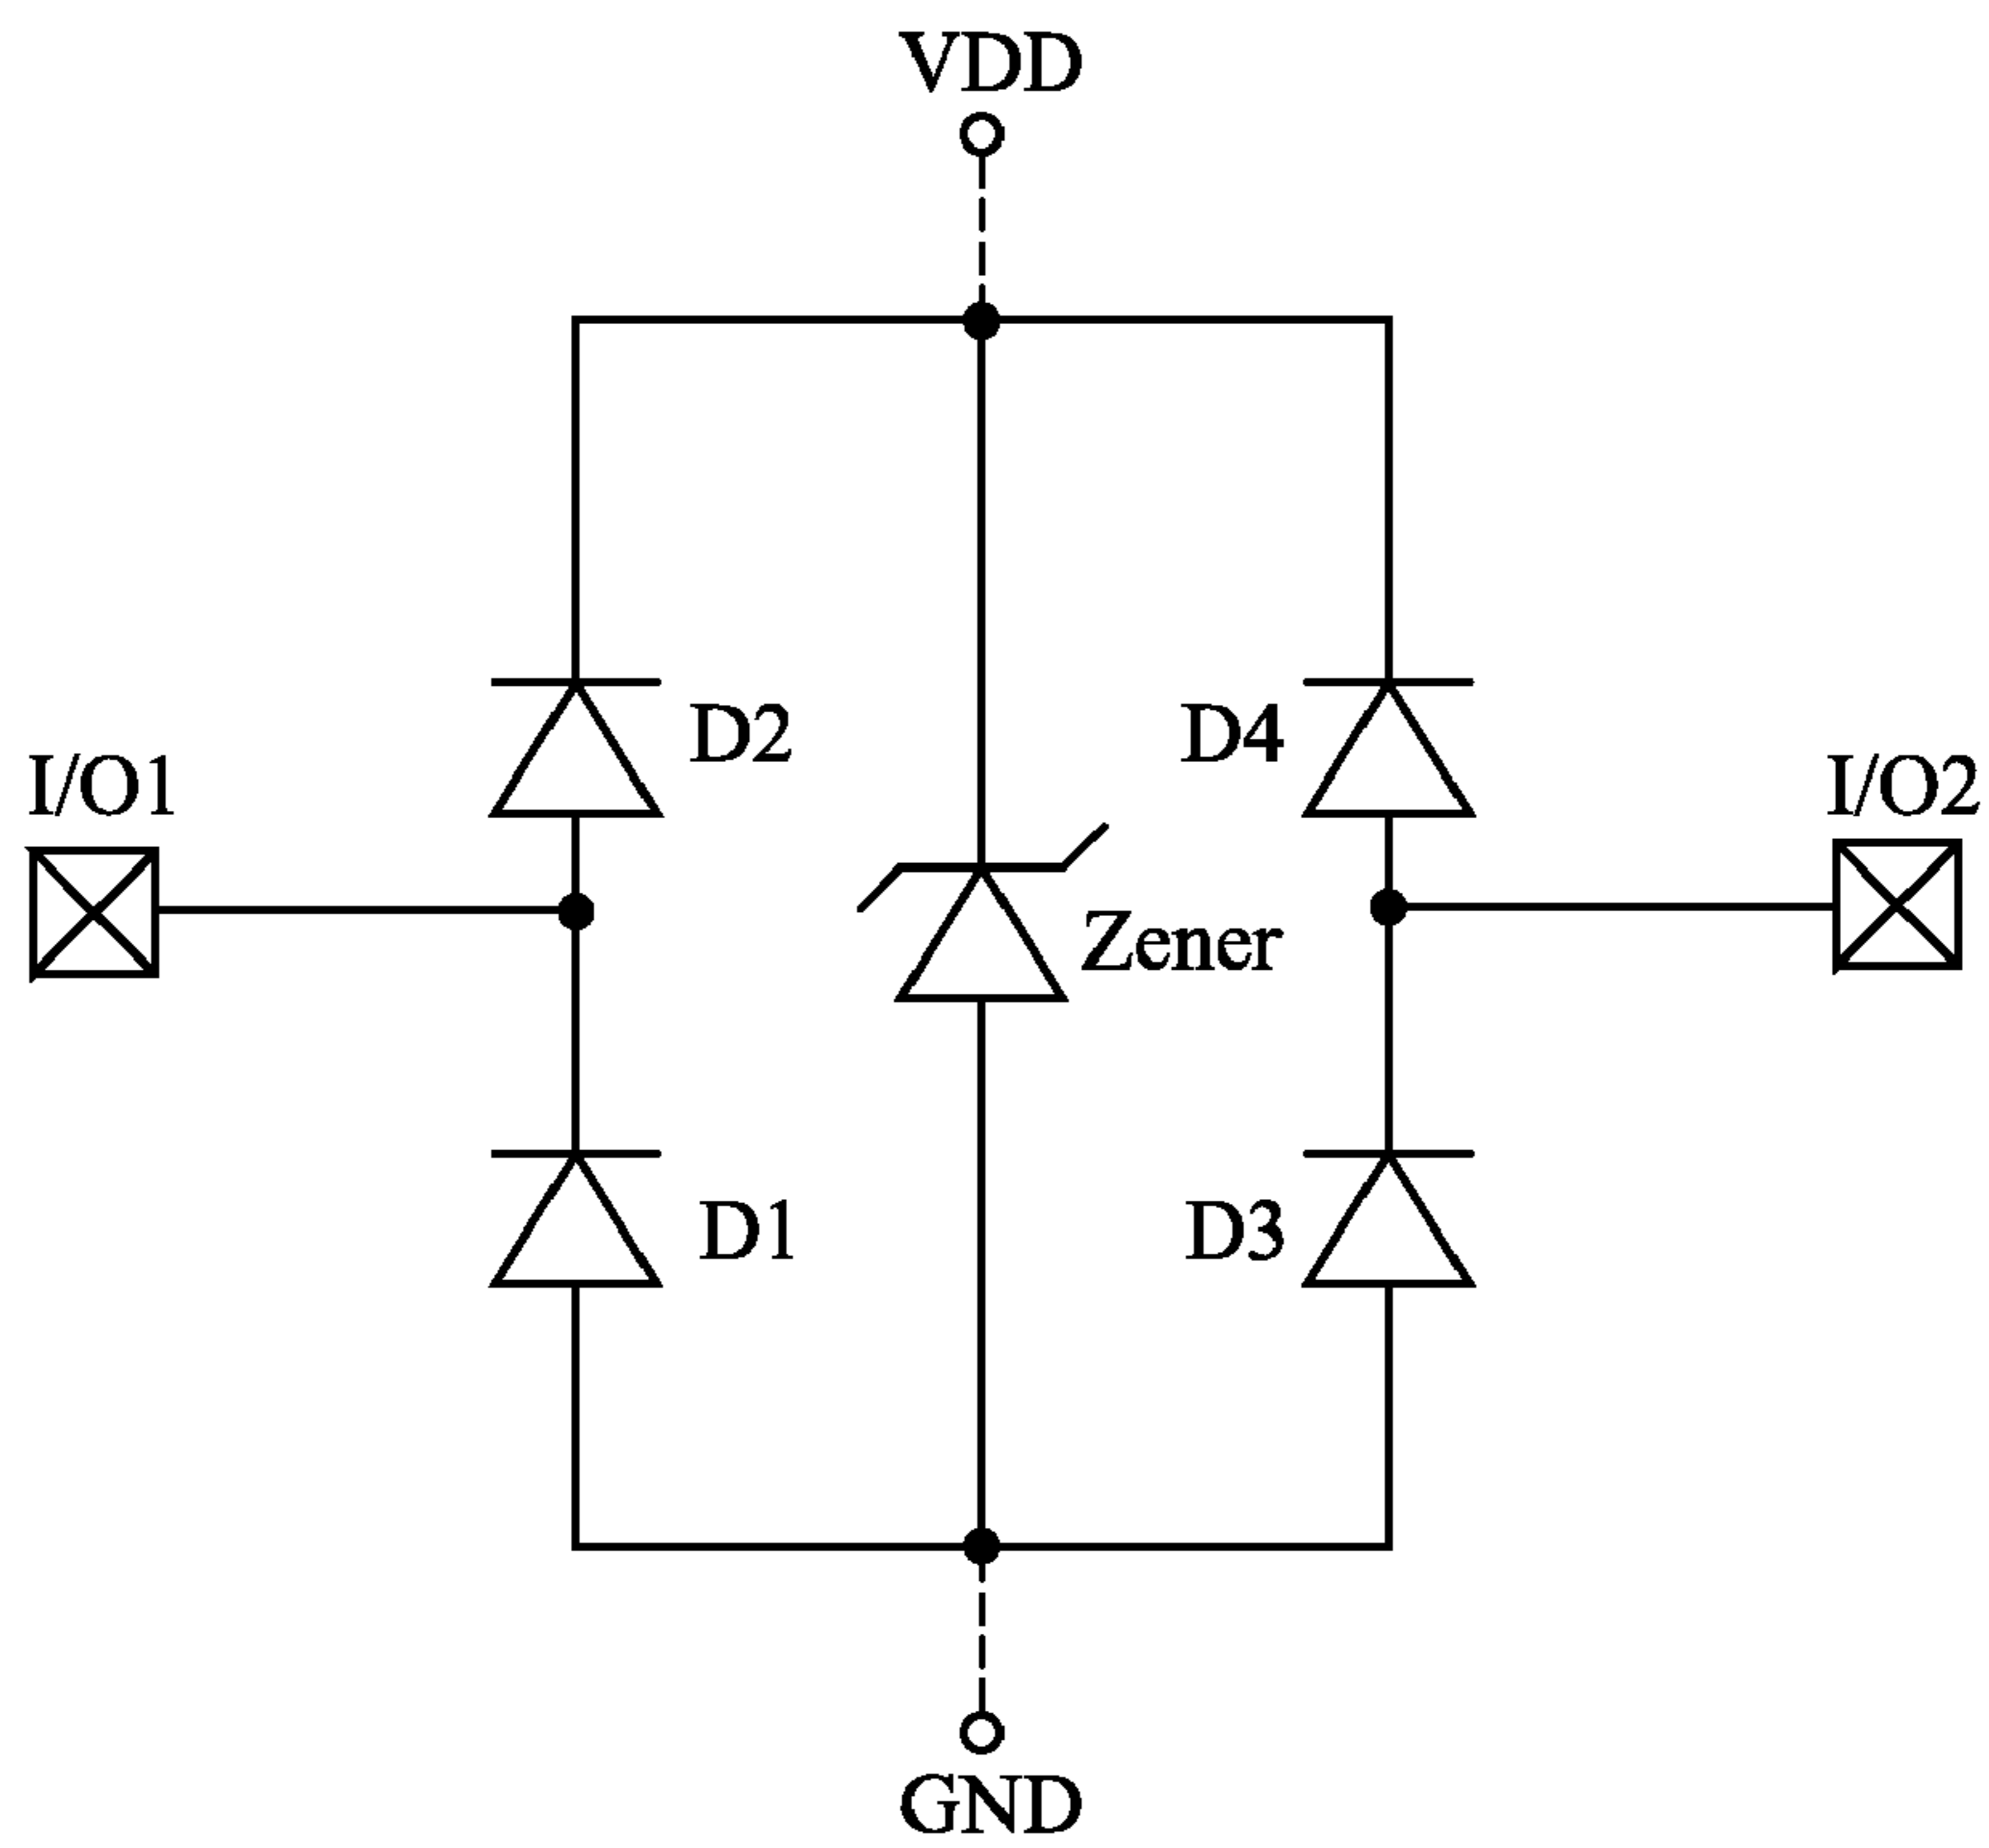 VDD
D2
D4
I/O1
I/O2
Zener
D1
D3
GND